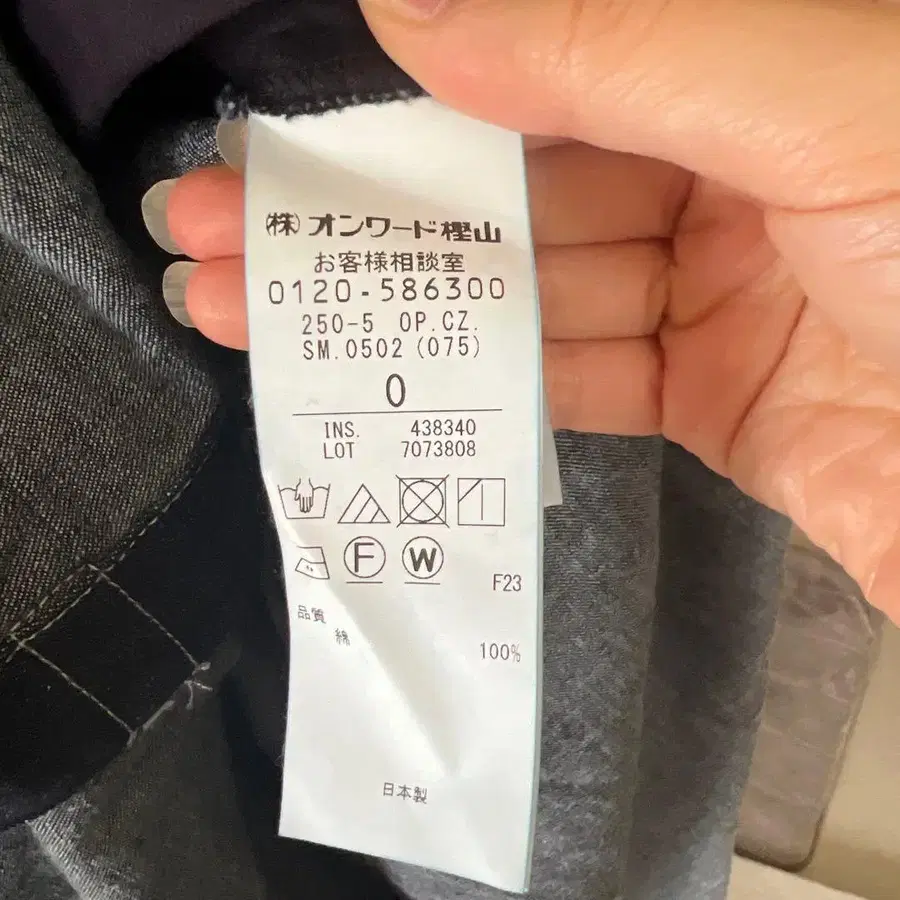 ㈱オンワード樫山
お客様相談室
0120-586300
250-5 OP.CZ.
SM.0502 (075)
0
INS. 438340
LOT 7073808
F W
F23
品質
綿 100%
日本製